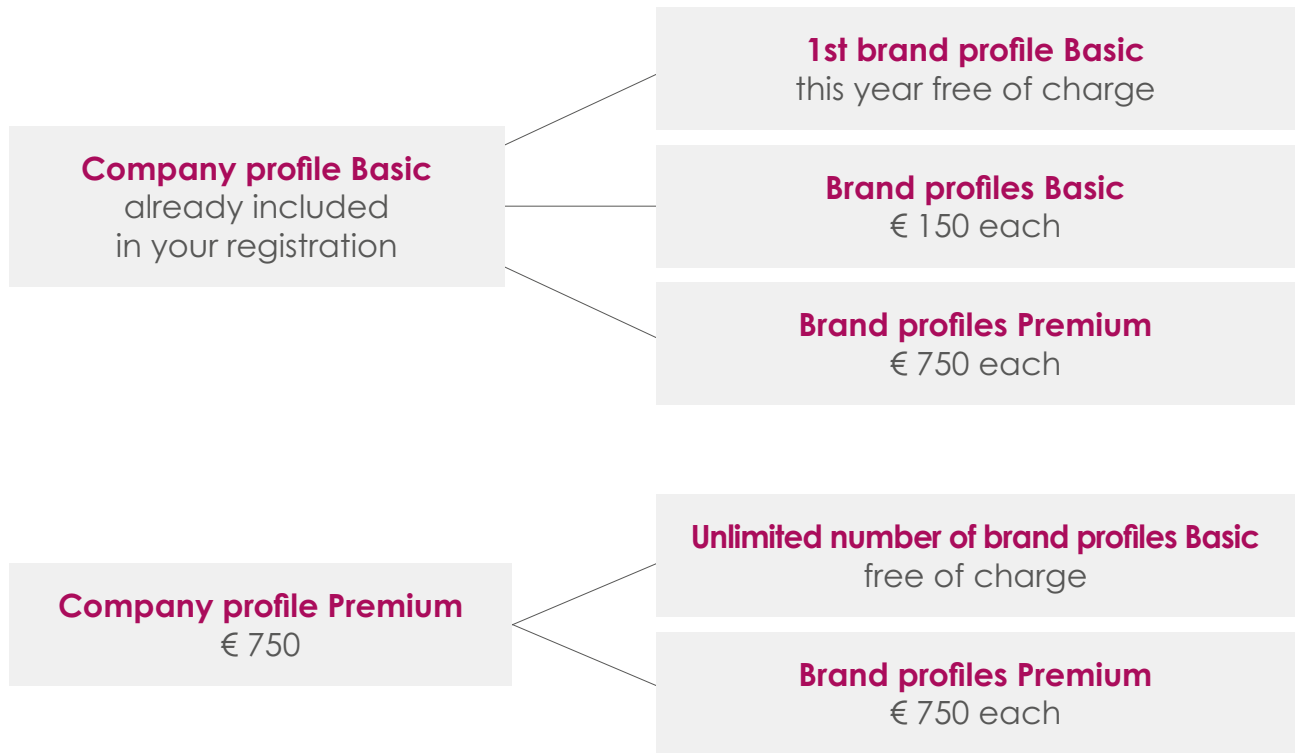 Company profile Basic
already included
in your registration
1st brand profile Basic
this year free of charge
Brand profiles Basic
€ 150 each
Brand profiles Premium
€ 750 each
Company profile Premium
€ 750
Unlimited number of brand profiles Basic
free of charge
Brand profiles Premium
€ 750 each